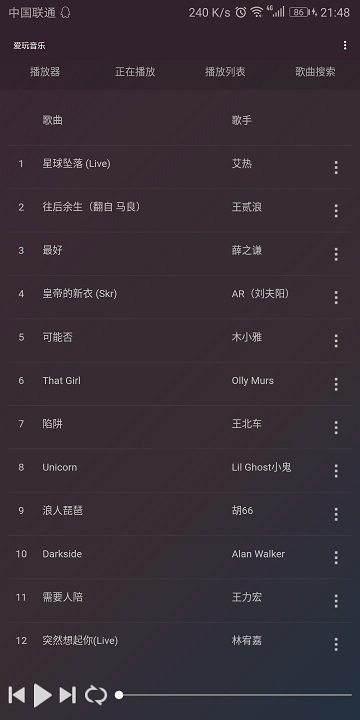 中国联通 240 K/s 4G 86 21:48
爱玩音乐
播放器 正在播放 播放列表 歌曲搜索
歌曲 歌手
1 星球坠落 (Live) 艾热
2 往后余生（翻自 马良） 王贰浪
3 最好 薛之谦
4 皇帝的新衣 (Skr) AR（刘夫阳）
5 可能否 木小雅
6 That Girl Olly Murs
7 陷阱 王北车
8 Unicorn Lil Ghost小鬼
9 浪人琵琶 胡66
10 Darkside Alan Walker
11 需要人陪 王力宏
12 突然想起你(Live) 林宥嘉